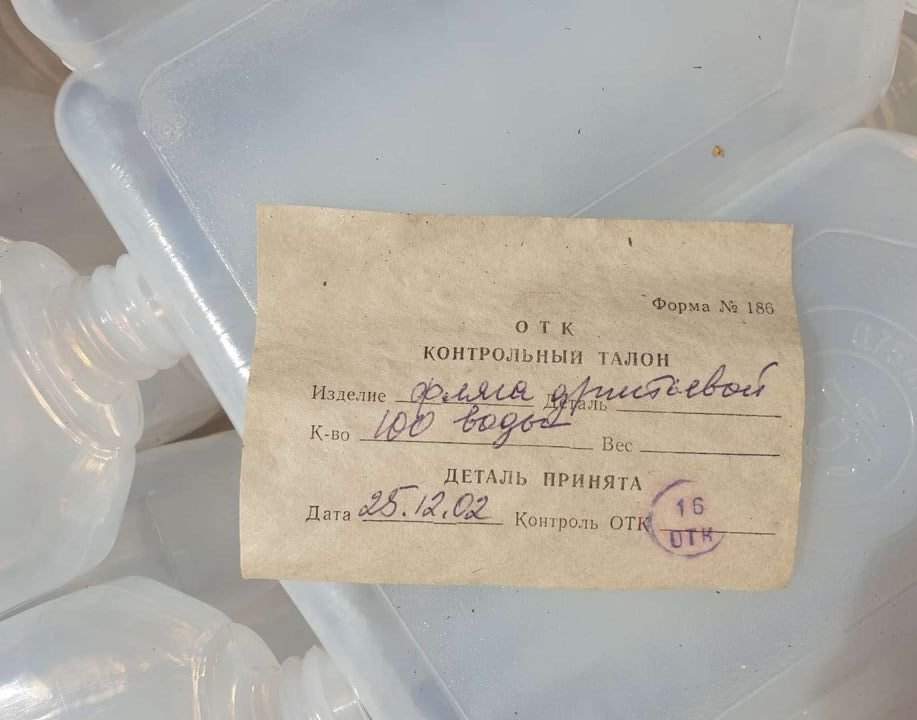 Форма № 186
ОТК
КОНТРОЛЬНЫЙ ТАЛОН
Изделие фляга Деталь питьевой
К-во 100 воды Вес
ДЕТАЛЬ ПРИНЯТА
Дата 25.12.02 Контроль ОТК
16
ОТК